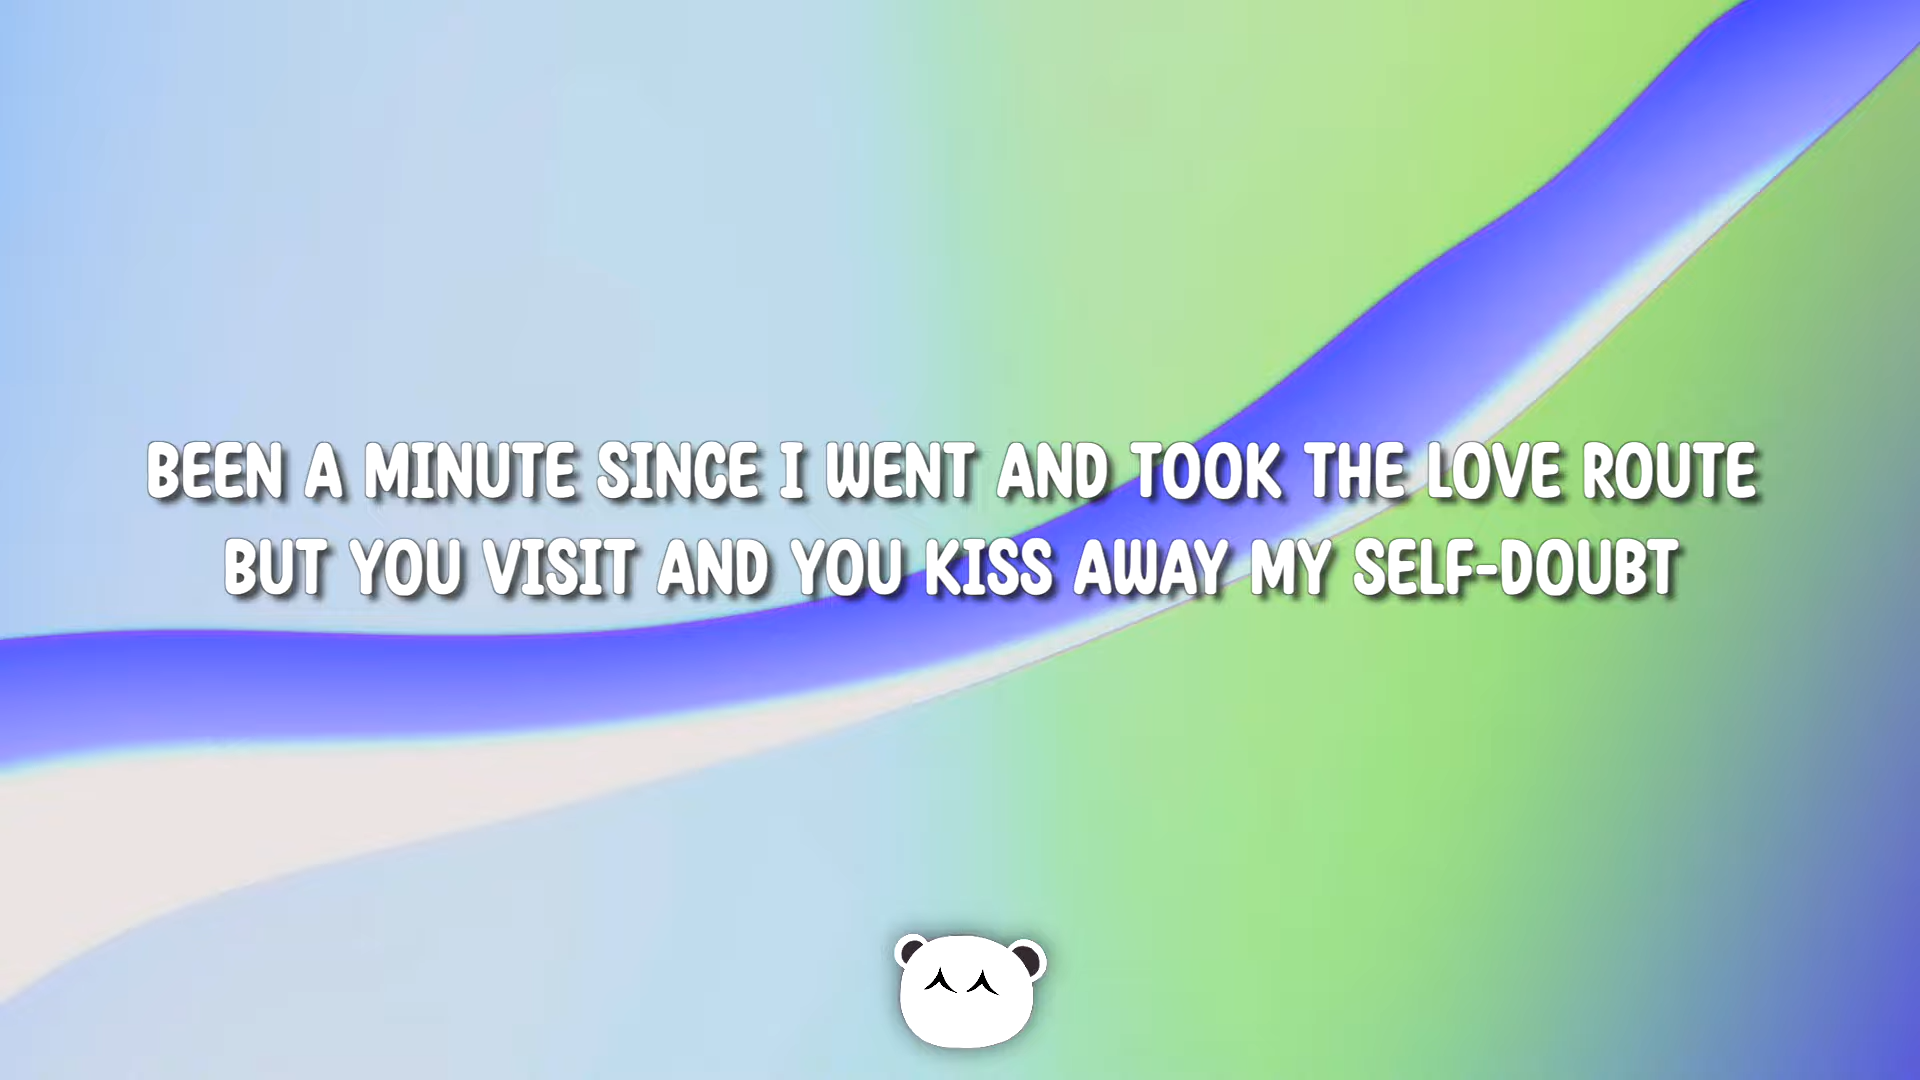 BEEN A MINUTE SINCE I WENT AND TOOK THE LOVE ROUTE
BUT YOU VISIT AND YOU KISS AWAY MY SELF-DOUBT